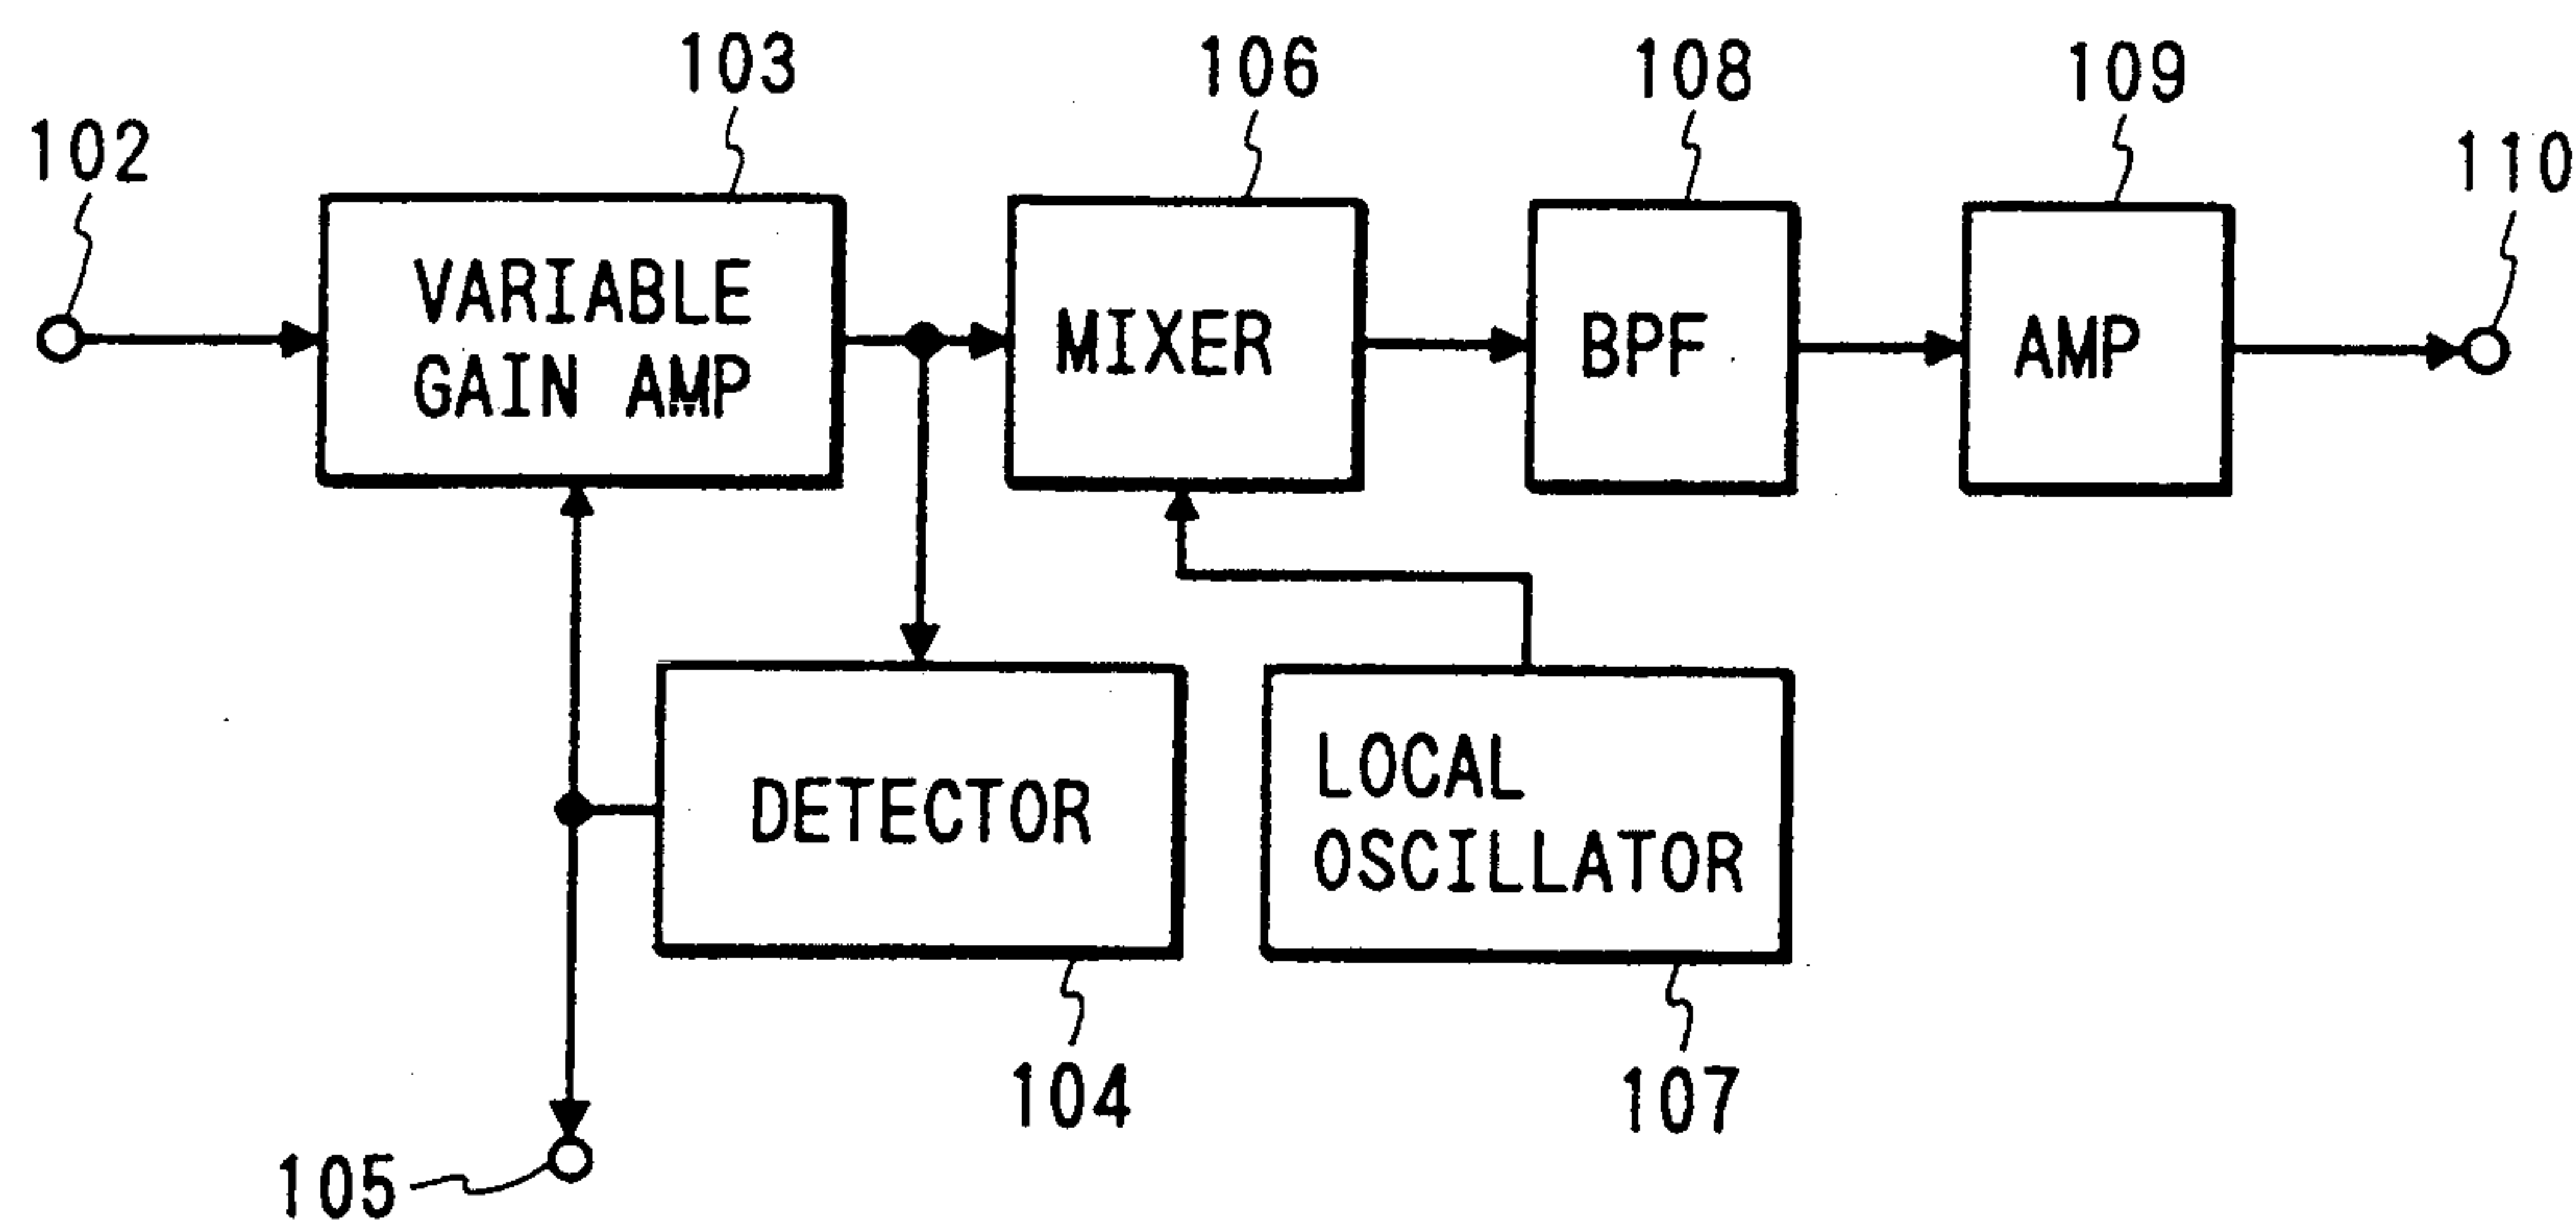 103
106
108
109
102
110
VARIABLE
GAIN AMP
MIXER
BPF
AMP
DETECTOR
LOCAL
OSCILLATOR
104
107
105